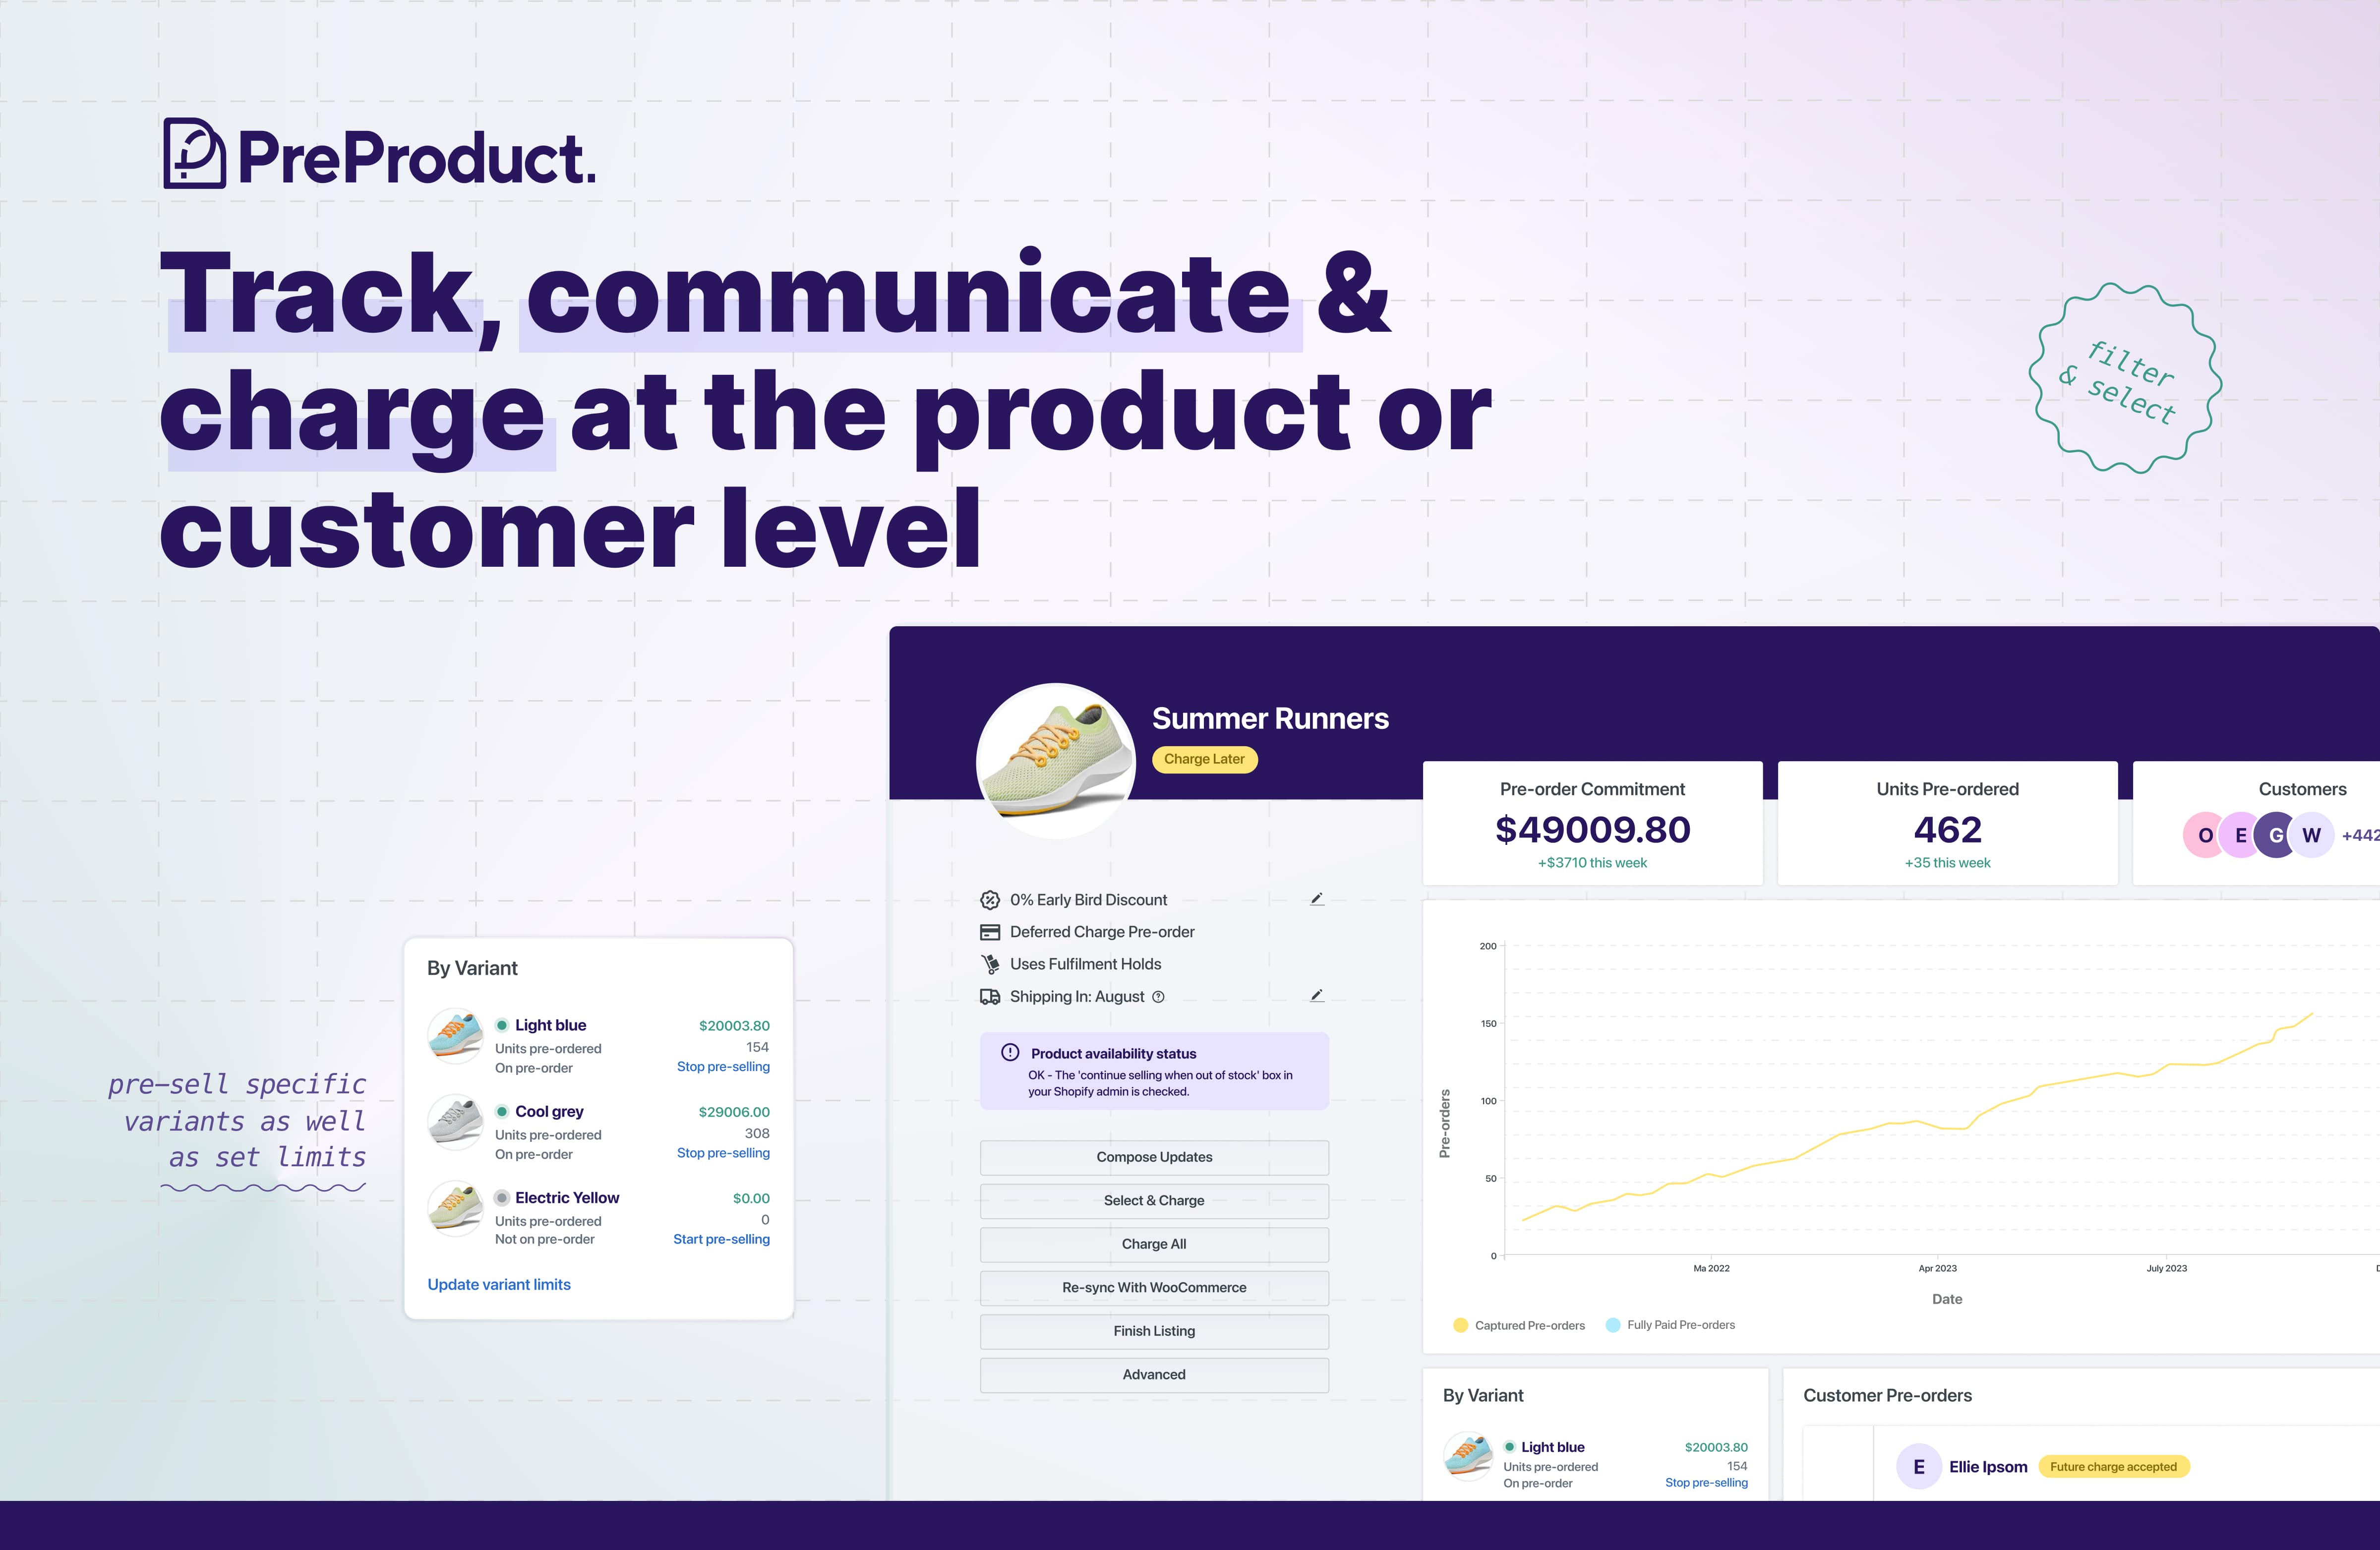 PreProduct.
Track, communicate &
charge at the product or
customer level
filter
& select
Summer Runners
Charge Later
Pre-order Commitment
$49009.80
+$3710 this week
Units Pre-ordered
462
+35 this week
Customers
O E G W +442
0% Early Bird Discount
Deferred Charge Pre-order
Uses Fulfilment Holds
Shipping In: August
Product availability status
OK - The 'continue selling when out of stock' box in
your Shopify admin is checked.
Compose Updates
Select & Charge
Charge All
Re-sync With WooCommerce
Finish Listing
Advanced
pre-sell specific
variants as well
as set limits
By Variant
Light blue $20003.80
Units pre-ordered 154
On pre-order Stop pre-selling
Cool grey $29006.00
Units pre-ordered 308
On pre-order Stop pre-selling
Electric Yellow $0.00
Units pre-ordered 0
Not on pre-order Start pre-selling
Update variant limits
Pre-orders
200
150
100
50
0
Ma 2022 Apr 2023 July 2023
Date
Captured Pre-orders Fully Paid Pre-orders
By Variant
Light blue $20003.80
Units pre-ordered 154
On pre-order Stop pre-selling
Customer Pre-orders
E Ellie Ipsom Future charge accepted